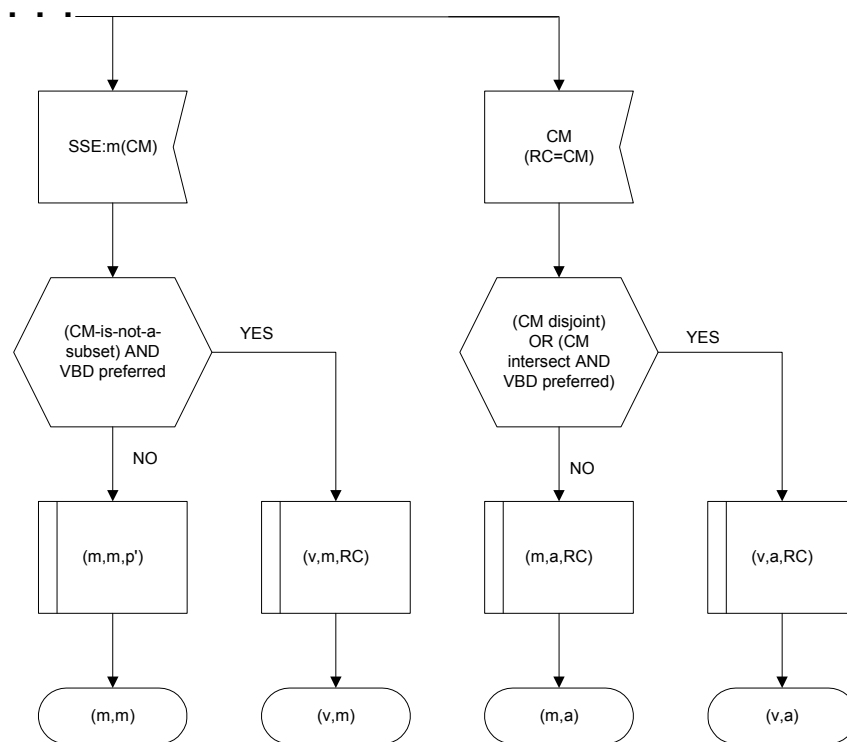 . . .
SSE:m(CM)
CM
(RC=CM)
(CM-is-not-a-
subset) AND
VBD preferred
YES
(CM disjoint)
OR (CM
intersect AND
VBD preferred)
YES
NO
NO
(m,m,p')
(v,m,RC)
(m,a,RC)
(v,a,RC)
(m,m)
(v,m)
(m,a)
(v,a)